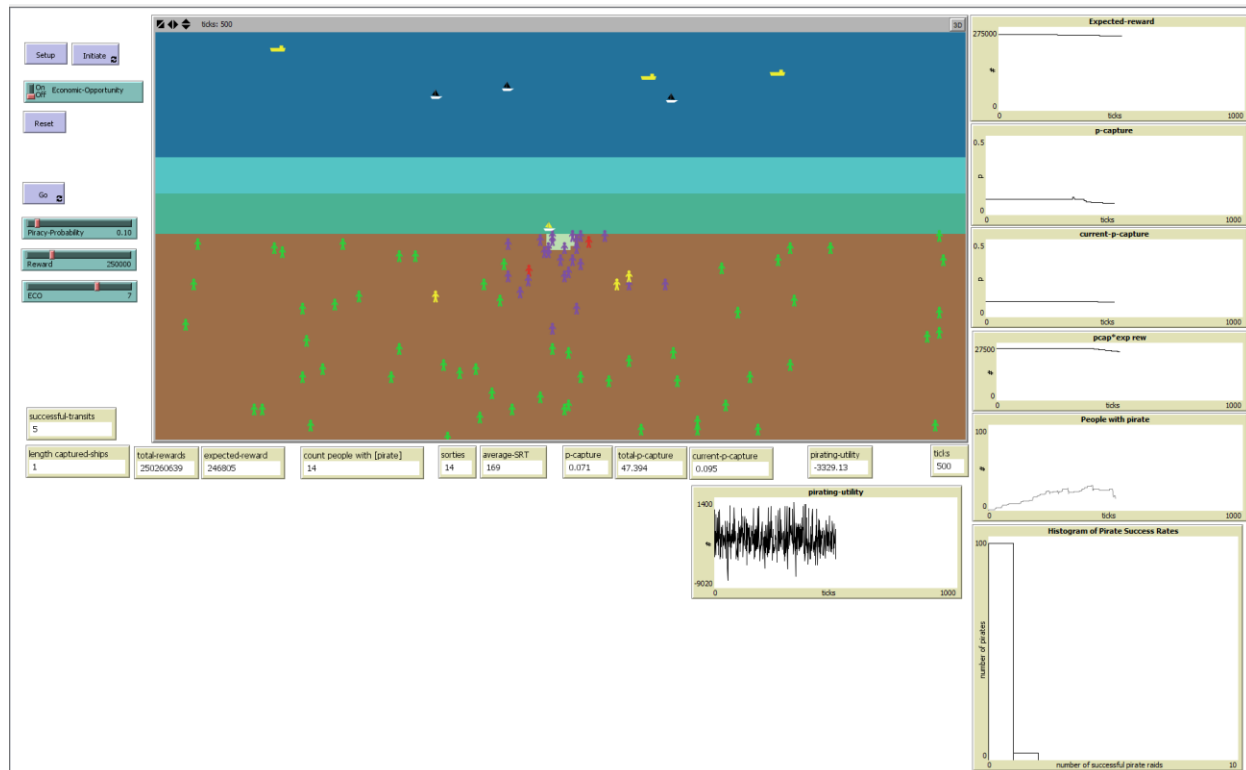 ticks: 500
3D
Setup
Initiate
On
Off
Economic-Opportunity
Reset
Go
Piracy-Probability 0.10
Reward 250000
ECO 7
successful-transits
5
length captured-ships
1
total-rewards
250260639
expected-reward
246805
count people with [pirate]
14
sorties
14
average-SRT
169
p-capture
0.071
total-p-capture
47.394
current-p-capture
0.095
pirating-utility
-3329.13
ticks
500
pirating-utility
1400
#
-9020
0
ticks
1000
Expected-reward
275000
#
0
0
ticks
1000
p-capture
0.5
p
0
0
ticks
1000
current-p-capture
0.5
p
0
0
ticks
1000
pcap*exp rew
27500
#
0
0
ticks
1000
People with pirate
100
#
0
0
ticks
1000
Histogram of Pirate Success Rates
100
number of pirates
0
0
number of successful pirate raids
10